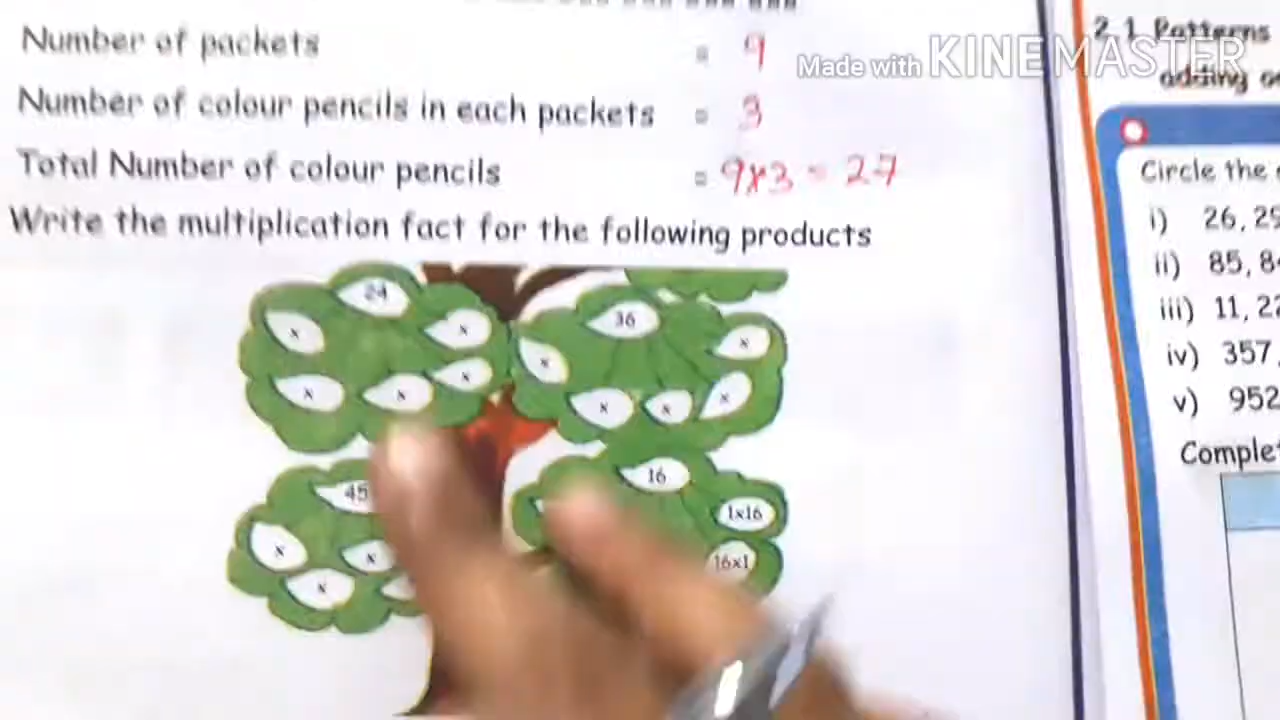 Number of packets = 9
Number of colour pencils in each packets = 3
Total Number of colour pencils = 9x3 = 27
Write the multiplication fact for the following products
24
x
x
x
x
x
36
x
x
x
x
x
45
x
x
x
16
1x16
16x1
Made with KINEMASTER
2.1 Patterns
adding
Circle the
i) 26, 29
ii) 85, 8
iii) 11, 22
iv) 357,
v) 952